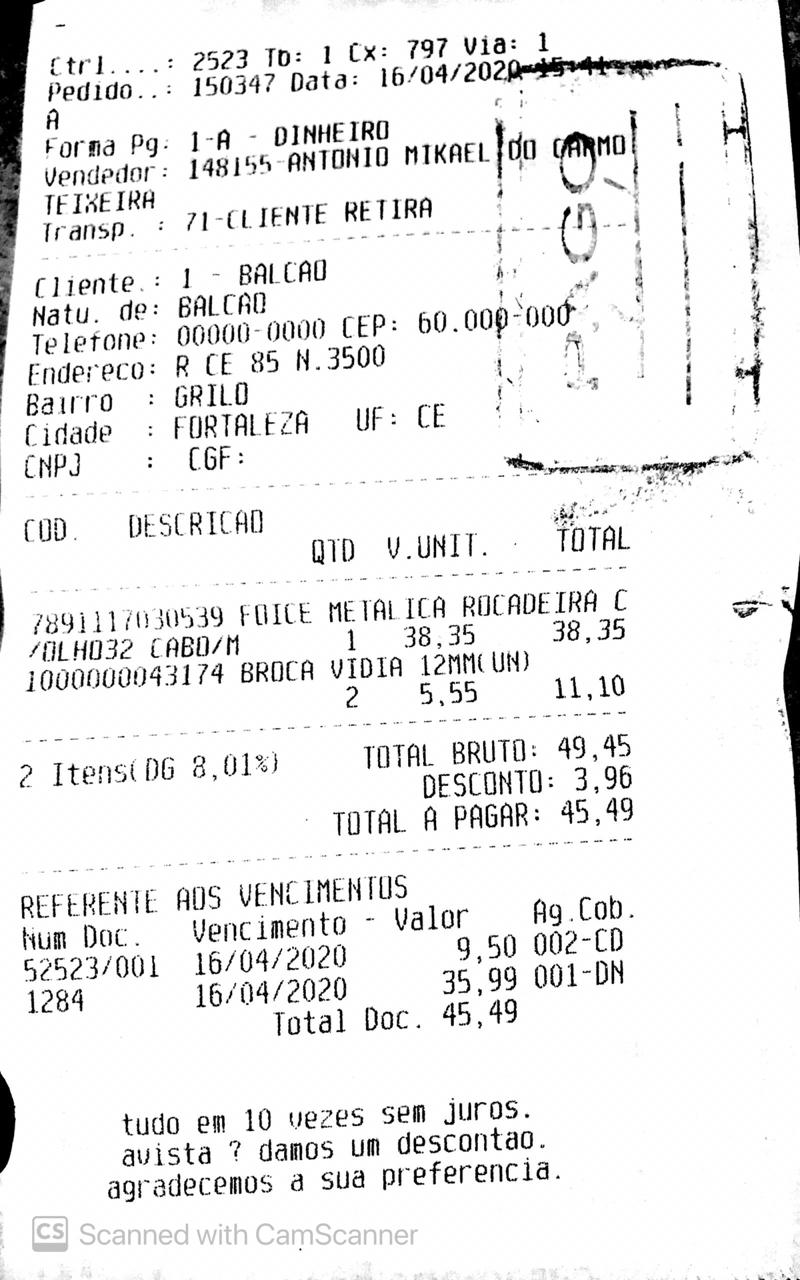 Ctrl....: 2523 Tb: 1 Cx: 797 Via: 1
Pedido..: 150347 Data: 16/04/2020 15:41
A
Forma Pg: 1-A - DINHEIRO
Vendedor: 148155-ANTONIO MIKAEL DO CARMO
TEIXEIRA
Transp. : 71-CLIENTE RETIRA
PAGO
Cliente.: 1 - BALCAO
Natu. de: BALCAO
Telefone: 00000-0000 CEP: 60.000-000
Endereco: R CE 85 N.3500
Bairro : GRILO
Cidade : FORTALEZA UF: CE
CNPJ : CGF:
COD. DESCRICAO
QTD V.UNIT. TOTAL
7891117030539 FOICE METALICA ROCADEIRA C
/OLHO32 CABO/M 1 38,35 38,35
1000000043174 BROCA VIDIA 12MM(UN)
2 5,55 11,10
2 Itens(DG 8,01%) TOTAL BRUTO: 49,45
DESCONTO: 3,96
TOTAL A PAGAR: 45,49
REFERENTE AOS VENCIMENTOS
Num Doc. Vencimento - Valor Ag.Cob.
52523/001 16/04/2020 9,50 002-CD
1284 16/04/2020 35,99 001-DN
Total Doc. 45,49
tudo em 10 vezes sem juros.
avista ? damos um descontao.
agradecemos a sua preferencia.
CS Scanned with CamScanner